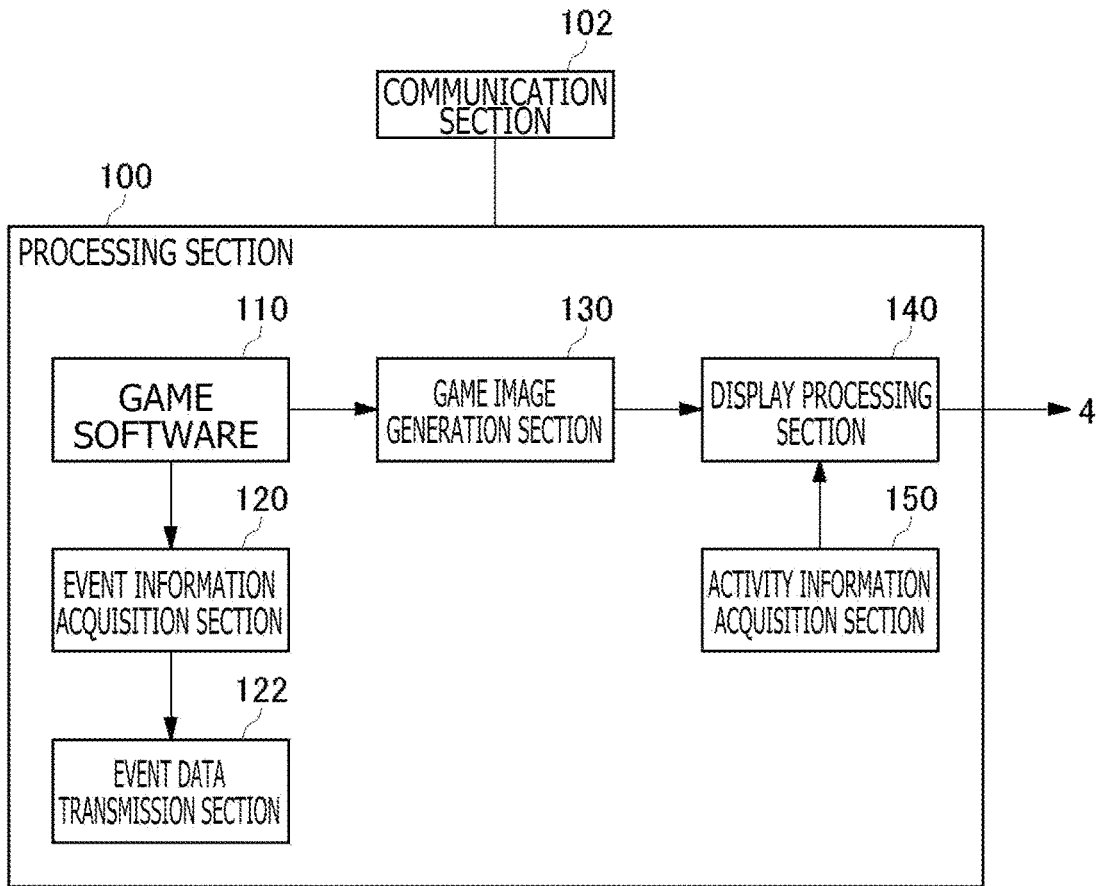 102
COMMUNICATION
SECTION
100
PROCESSING SECTION
110
130
140
GAME
SOFTWARE
GAME IMAGE
GENERATION SECTION
DISPLAY PROCESSING
SECTION
4
120
150
EVENT INFORMATION
ACQUISITION SECTION
ACTIVITY INFORMATION
ACQUISITION SECTION
122
EVENT DATA
TRANSMISSION SECTION